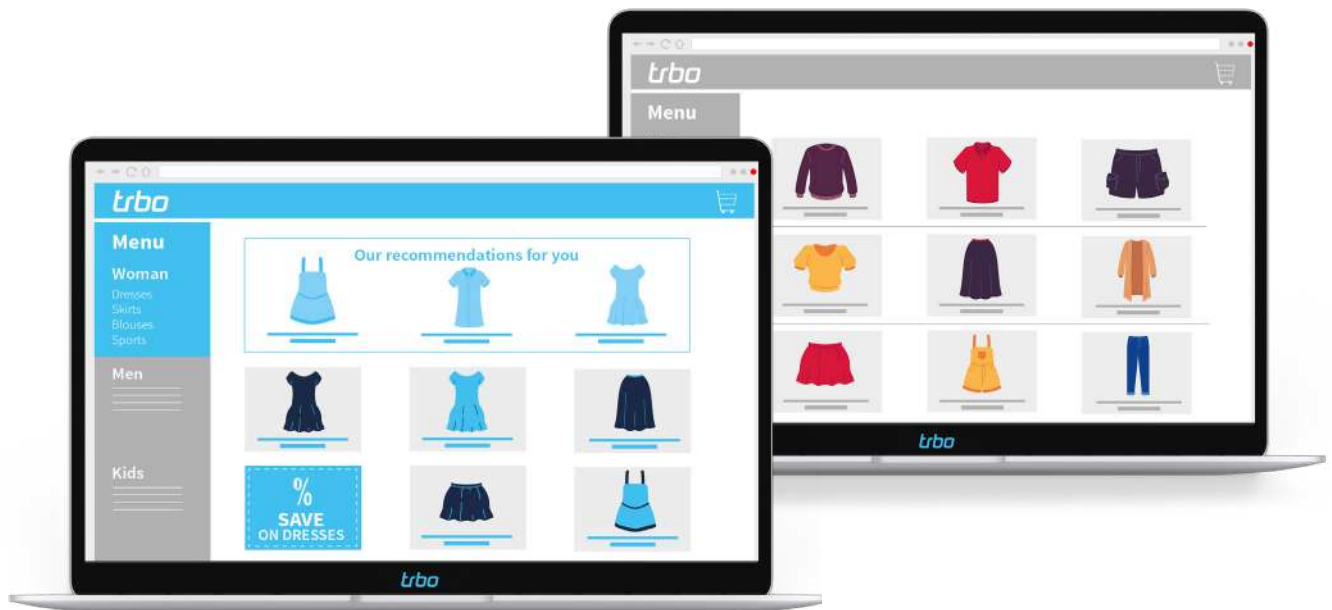 trbo
Menu
trbo
trbo
Menu
Woman
Dresses
Skirts
Blouses
Sports
Men
Kids
Our recommendations for you
%
SAVE
ON DRESSES
trbo
trbo